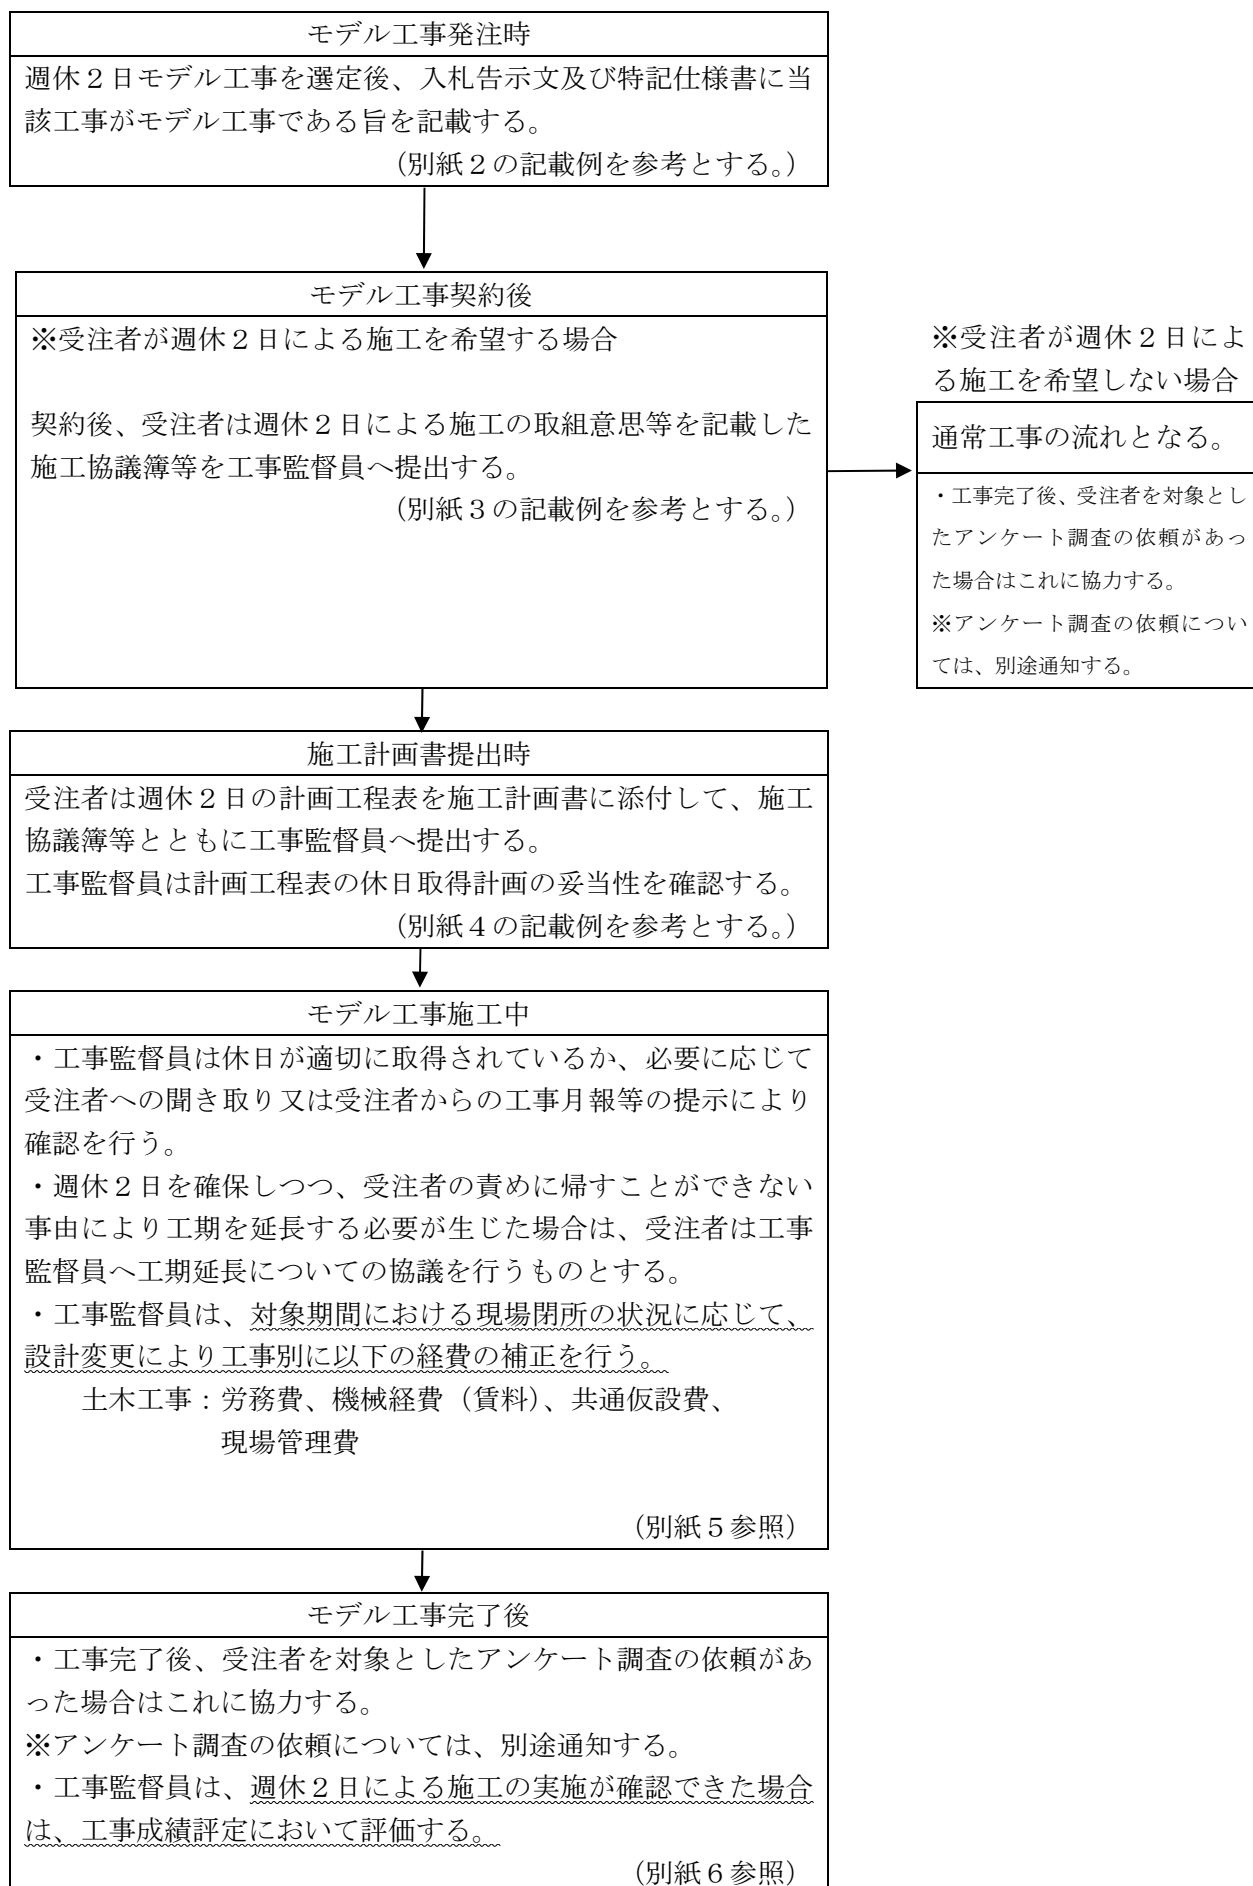 モデル工事発注時
週休２日モデル工事を選定後、入札告示文及び特記仕様書に当
該工事がモデル工事である旨を記載する。
（別紙２の記載例を参考とする。）
モデル工事契約後
※受注者が週休２日による施工を希望する場合
契約後、受注者は週休２日による施工の取組意思等を記載した
施工協議簿等を工事監督員へ提出する。
（別紙３の記載例を参考とする。）
※受注者が週休２日によ
る施工を希望しない場合
通常工事の流れとなる。
・工事完了後、受注者を対象とし
たアンケート調査の依頼があっ
た場合はこれに協力する。
※アンケート調査の依頼につい
ては、別途通知する。
施工計画書提出時
受注者は週休２日の計画工程表を施工計画書に添付して、施工
協議簿等とともに工事監督員へ提出する。
工事監督員は計画工程表の休日取得計画の妥当性を確認する。
（別紙４の記載例を参考とする。）
モデル工事施工中
・工事監督員は休日が適切に取得されているか、必要に応じて
受注者への聞き取り又は受注者からの工事月報等の提示により
確認を行う。
・週休２日を確保しつつ、受注者の責めに帰すことができない
事由により工期を延長する必要が生じた場合は、受注者は工事
監督員へ工期延長についての協議を行うものとする。
・工事監督員は、対象期間における現場閉所の状況に応じて、
設計変更により工事別に以下の経費の補正を行う。
土木工事：労務費、機械経費（賃料）、共通仮設費、
現場管理費
（別紙５参照）
モデル工事完了後
・工事完了後、受注者を対象としたアンケート調査の依頼があ
った場合はこれに協力する。
※アンケート調査の依頼については、別途通知する。
・工事監督員は、週休２日による施工の実施が確認できた場合
は、工事成績評定において評価する。
（別紙６参照）